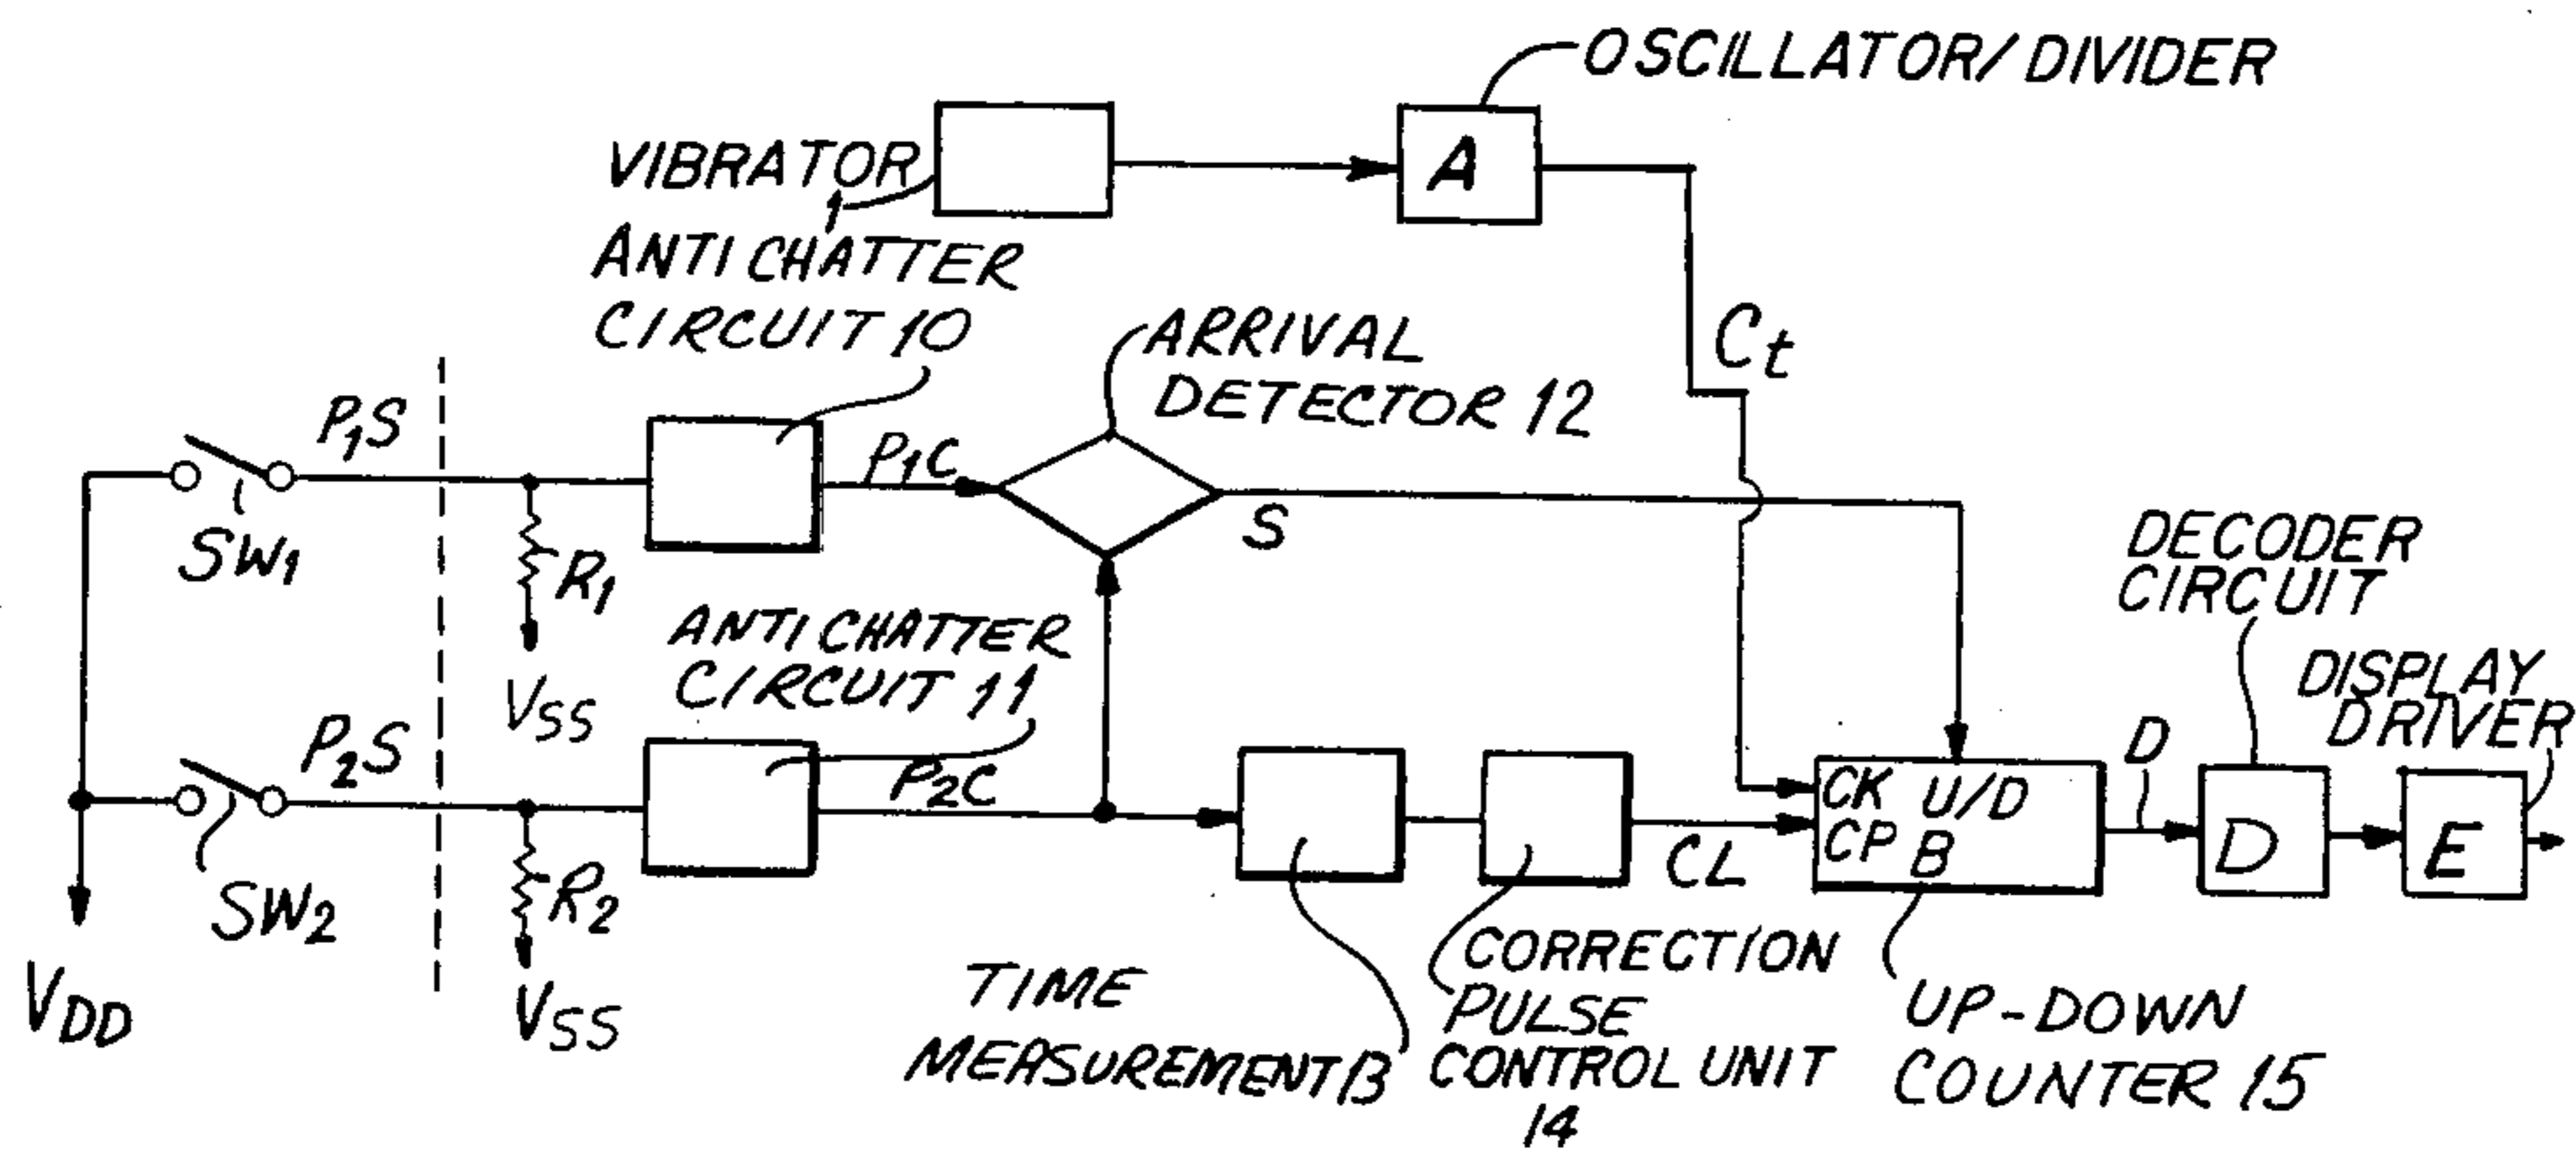 OSCILLATOR/DIVIDER
VIBRATOR
1
A
ANTI CHATTER
CIRCUIT 10
ARRIVAL
DETECTOR 12
Ct
P1S
P1C
SW1
R1
VSS
S
ANTI CHATTER
CIRCUIT 11
DECODER
CIRCUIT
DISPLAY
DRIVER
P2S
P2C
SW2
R2
VSS
VDD
CK U/D
CP B
CL
D
D
E
TIME
MEASUREMENT 13
CORRECTION
PULSE
CONTROL UNIT
14
UP-DOWN
COUNTER 15